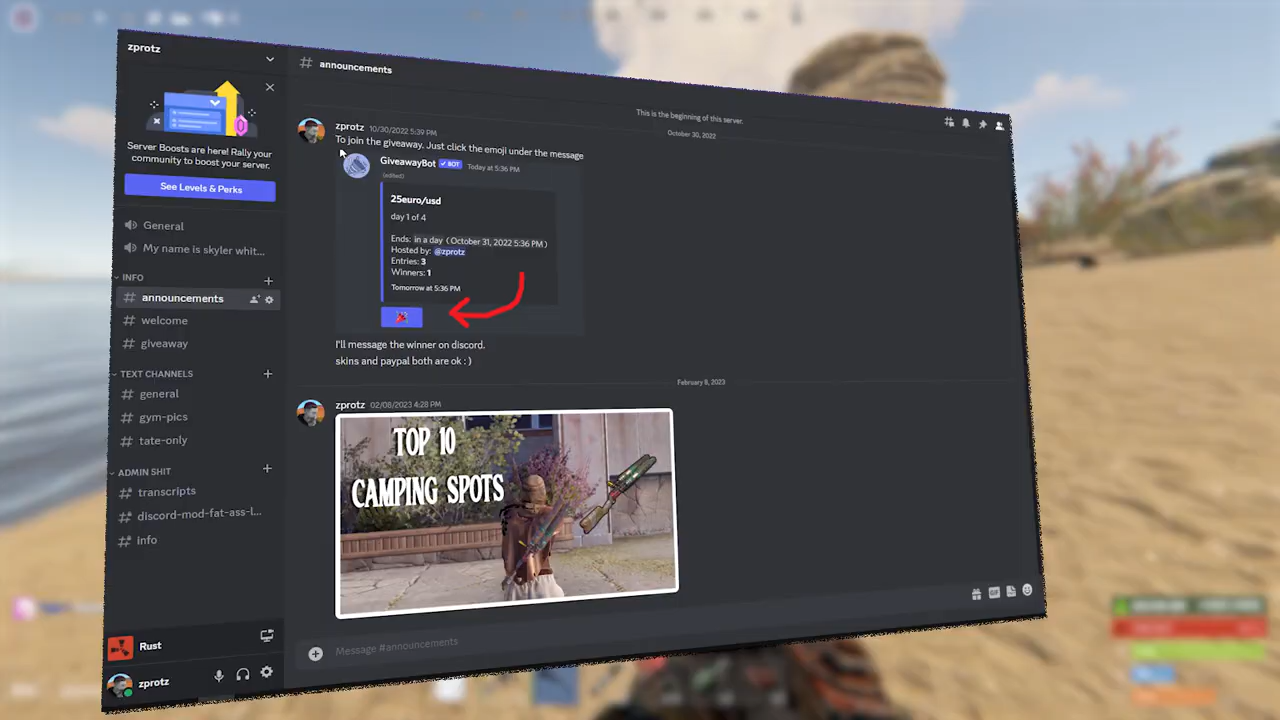 zprotz
Server Boosts are here! Rally your
community to boost your server.
See Levels & Perks
General
My name is skyler whit...
INFO
announcements
welcome
giveaway
TEXT CHANNELS
general
gym-pics
tate-only
ADMIN SHIT
transcripts
discord-mod-fat-ass-l...
info
Rust
zprotz
announcements
This is the beginning of this server.
October 30, 2022
zprotz 10/30/2022 5:39 PM
To join the giveaway. Just click the emoji under the message
GiveawayBot BOT Today at 5:36 PM
(edited)
25euro/usd
day 1 of 4
Ends: in a day (October 31, 2022 5:36 PM)
Hosted by: @zprotz
Entries: 3
Winners: 1
Tomorrow at 5:36 PM
I'll message the winner on discord.
skins and paypal both are ok : )
February 8, 2023
zprotz 02/08/2023 4:28 PM
TOP 10
CAMPING SPOTS
GIF
Message #announcements